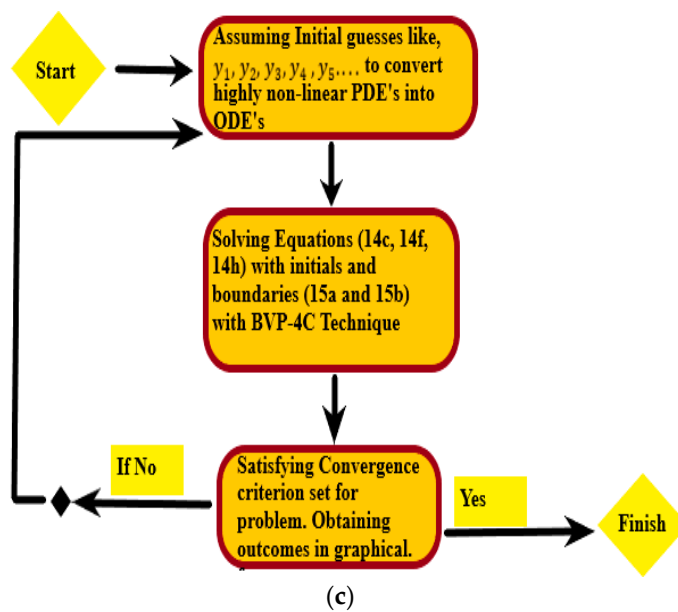 Start
Assuming Initial guesses like,
y₁, y₂, y₃, y₄ , y₅.... to convert
highly non-linear PDE's into
ODE's
Solving Equations (14c, 14f,
14h) with initials and
boundaries (15a and 15b)
with BVP-4C Technique
If No
Satisfying Convergence
criterion set for
problem. Obtaining
outcomes in graphical.
Yes
Finish
(c)